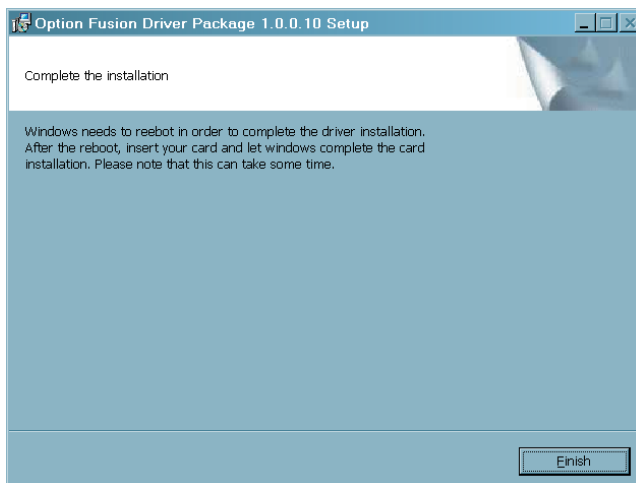 Option Fusion Driver Package 1.0.0.10 Setup
Complete the installation
Windows needs to reebot in order to complete the driver installation.
After the reboot, insert your card and let windows complete the card
installation. Please note that this can take some time.
Finish